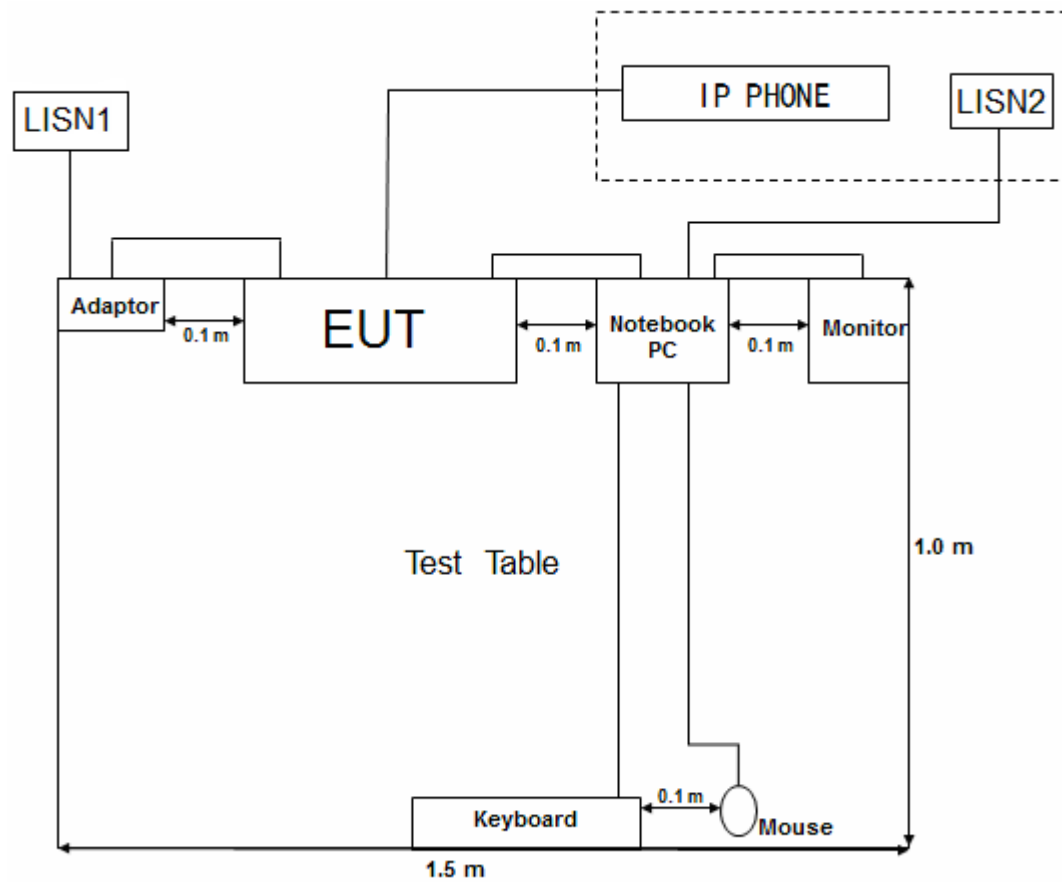 IP PHONE
LISN1
LISN2
Adaptor
0.1 m
EUT
0.1 m
Notebook
PC
0.1 m
Monitor
Test Table
1.0 m
Keyboard
0.1 m
Mouse
1.5 m